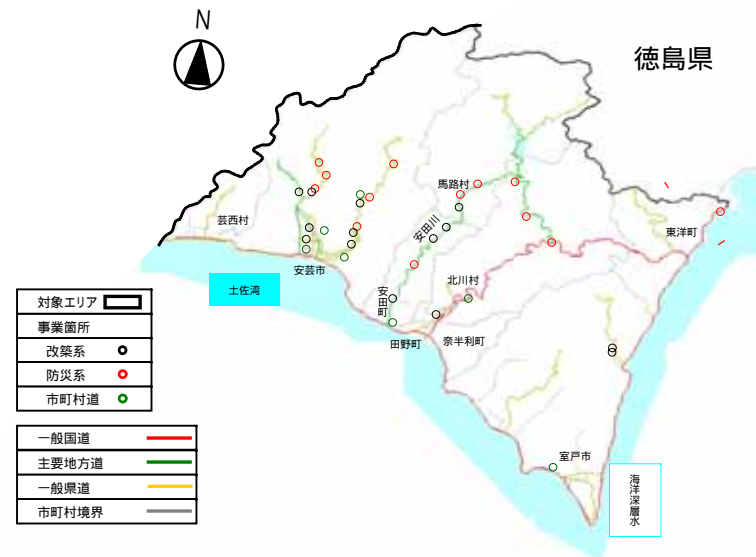 N
徳島県
馬路村
芸西村
安田川
東洋町
安芸市
土佐湾
北川村
安田町
田野町
奈半利町
室戸市
海洋深層水
対象エリア
事業箇所
改築系
防災系
市町村道
一般国道
主要地方道
一般県道
市町村境界